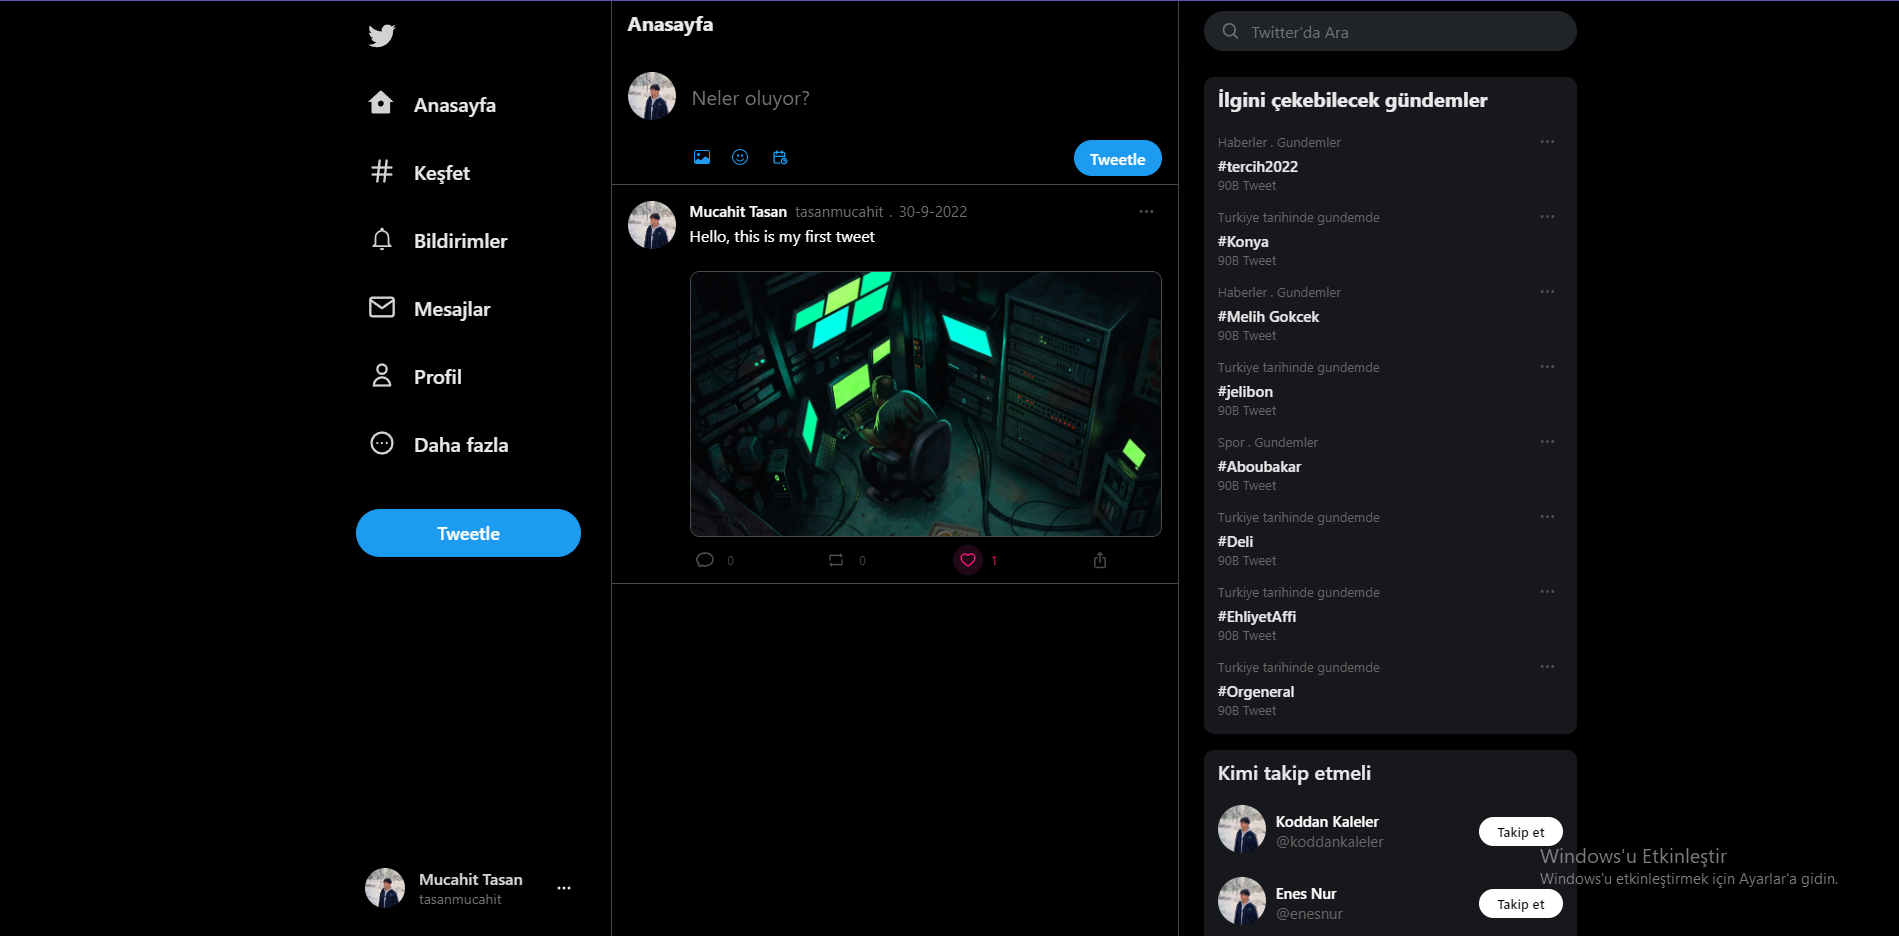 Anasayfa
Keşfet
Bildirimler
Mesajlar
Profil
Daha fazla
Tweetle
Mucahit Tasan
tasanmucahit
Anasayfa
Neler oluyor?
Tweetle
Mucahit Tasan tasanmucahit . 30-9-2022
Hello, this is my first tweet
0 0 1
Twitter'da Ara
İlgini çekebilecek gündemler
Haberler . Gundemler
#tercih2022
90B Tweet
Turkiye tarihinde gundemde
#Konya
90B Tweet
Haberler . Gundemler
#Melih Gokcek
90B Tweet
Turkiye tarihinde gundemde
#jelibon
90B Tweet
Spor . Gundemler
#Aboubakar
90B Tweet
Turkiye tarihinde gundemde
#Deli
90B Tweet
Turkiye tarihinde gundemde
#EhliyetAffi
90B Tweet
Turkiye tarihinde gundemde
#Orgeneral
90B Tweet
Kimi takip etmeli
Koddan Kaleler
@koddankaleler
Takip et
Enes Nur
@enesnur
Takip et
Windows'u Etkinleştir
Windows'u etkinleştirmek için Ayarlar'a gidin.